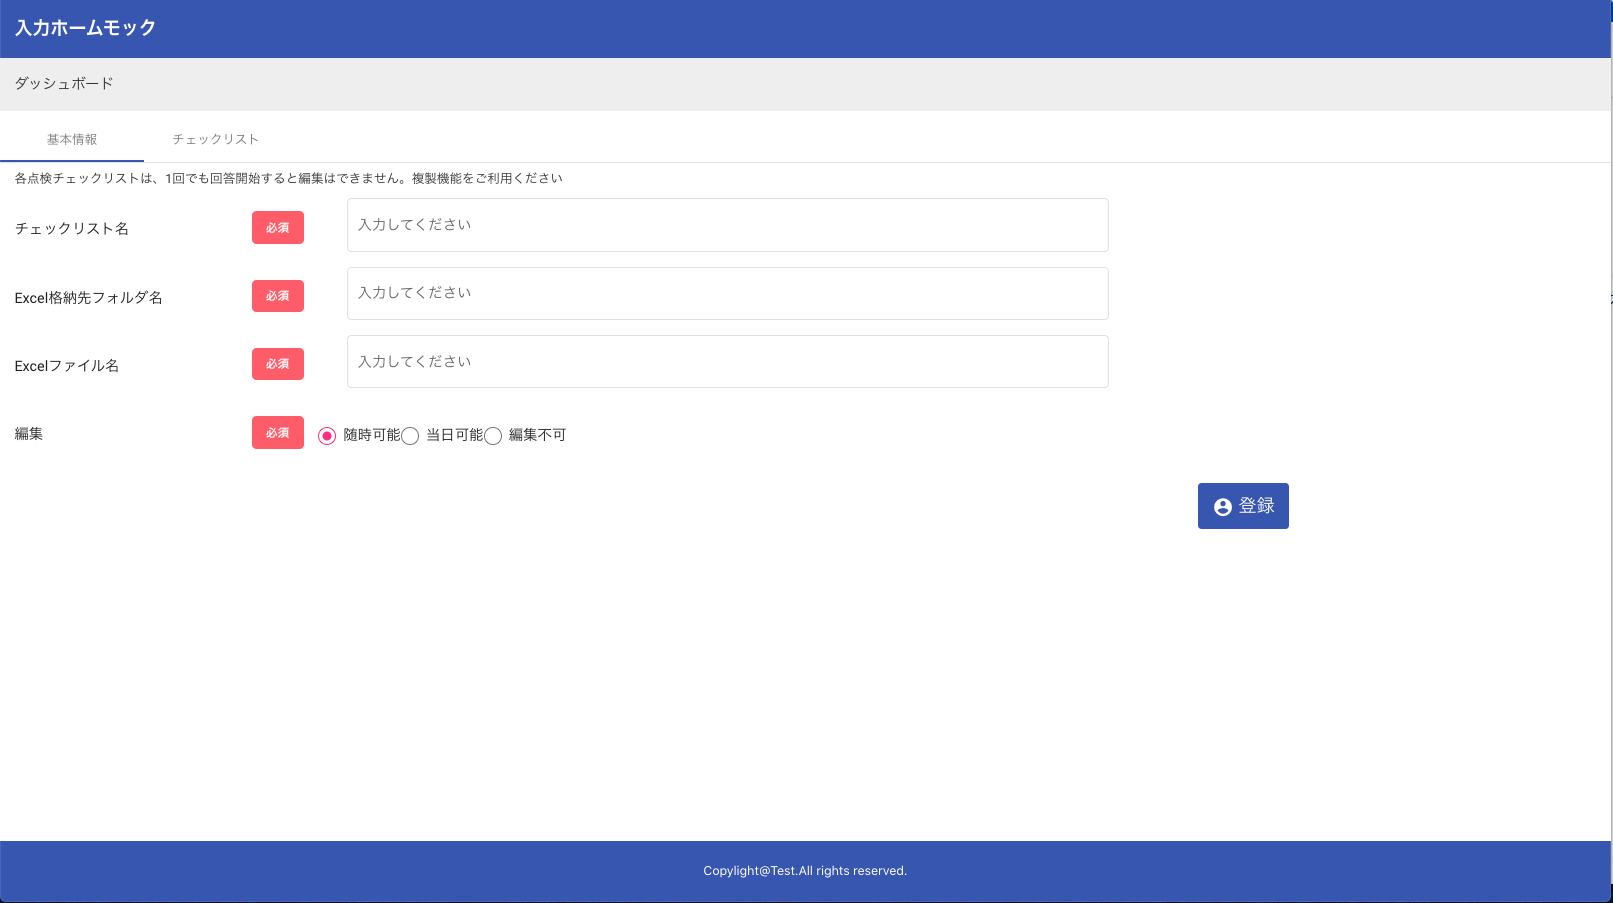 入力ホームモック
ダッシュボード
基本情報 チェックリスト
各点検チェックリストは、1回でも回答開始すると編集はできません。複製機能をご利用ください
チェックリスト名 必須 入力してください
Excel格納先フォルダ名 必須 入力してください
Excelファイル名 必須 入力してください
編集 必須 随時可能 当日可能 編集不可
登録
Copylight@Test.All rights reserved.